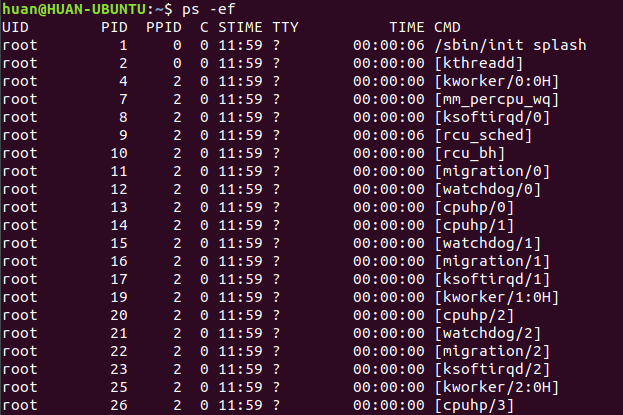 huan@HUAN-UBUNTU:~$ ps -ef
UID        PID  PPID  C STIME TTY          TIME CMD
root         1     0  0 11:59 ?        00:00:06 /sbin/init splash
root         2     0  0 11:59 ?        00:00:00 [kthreadd]
root         4     2  0 11:59 ?        00:00:00 [kworker/0:0H]
root         7     2  0 11:59 ?        00:00:00 [mm_percpu_wq]
root         8     2  0 11:59 ?        00:00:00 [ksoftirqd/0]
root         9     2  0 11:59 ?        00:00:06 [rcu_sched]
root        10     2  0 11:59 ?        00:00:00 [rcu_bh]
root        11     2  0 11:59 ?        00:00:00 [migration/0]
root        12     2  0 11:59 ?        00:00:00 [watchdog/0]
root        13     2  0 11:59 ?        00:00:00 [cpuhp/0]
root        14     2  0 11:59 ?        00:00:00 [cpuhp/1]
root        15     2  0 11:59 ?        00:00:00 [watchdog/1]
root        16     2  0 11:59 ?        00:00:00 [migration/1]
root        17     2  0 11:59 ?        00:00:00 [ksoftirqd/1]
root        19     2  0 11:59 ?        00:00:00 [kworker/1:0H]
root        20     2  0 11:59 ?        00:00:00 [cpuhp/2]
root        21     2  0 11:59 ?        00:00:00 [watchdog/2]
root        22     2  0 11:59 ?        00:00:00 [migration/2]
root        23     2  0 11:59 ?        00:00:00 [ksoftirqd/2]
root        25     2  0 11:59 ?        00:00:00 [kworker/2:0H]
root        26     2  0 11:59 ?        00:00:00 [cpuhp/3]